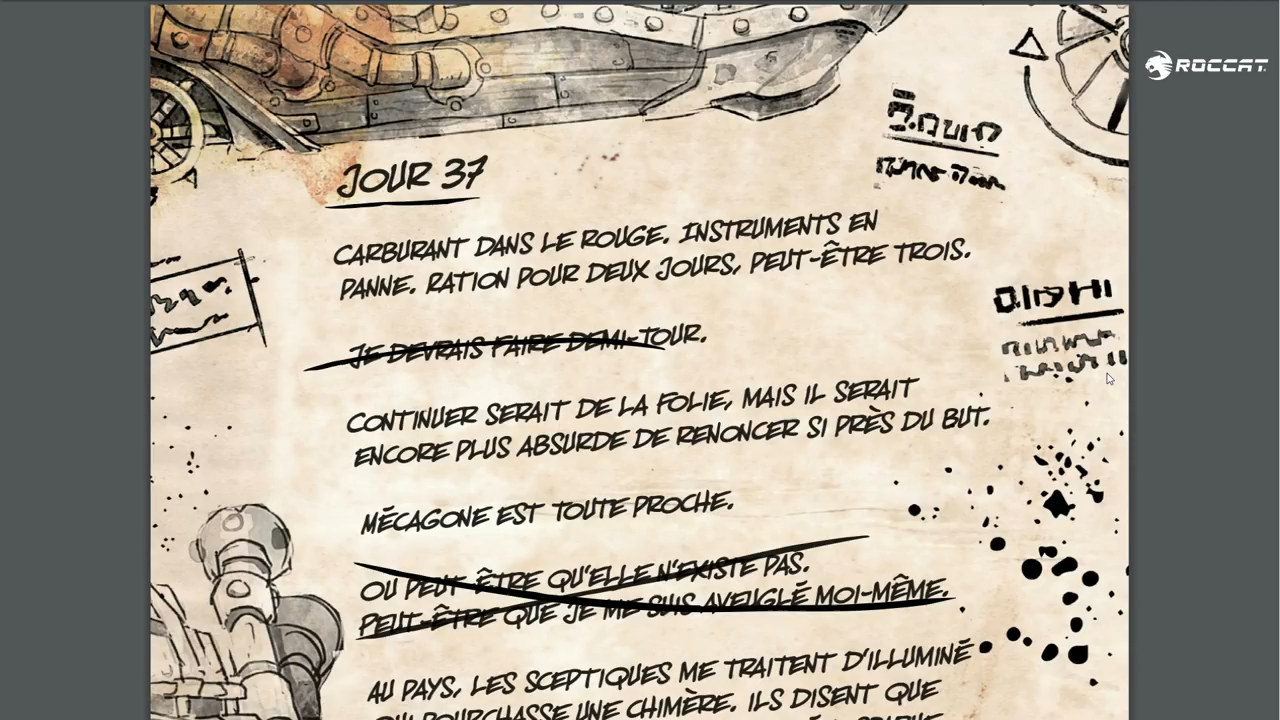 ROCCAT
JOUR 37
CARBURANT DANS LE ROUGE. INSTRUMENTS EN
PANNE. RATION POUR DEUX JOURS, PEUT-ÊTRE TROIS.
JE DEVRAIS FAIRE DEMI-TOUR.
CONTINUER SERAIT DE LA FOLIE, MAIS IL SERAIT
ENCORE PLUS ABSURDE DE RENONCER SI PRÈS DU BUT.
MÉCAGONE EST TOUTE PROCHE.
OU PEUT-ÊTRE QU'ELLE N'EXISTE PAS.
PEUT-ÊTRE QUE JE ME SUIS AVEUGLÉ MOI-MÊME.
AU PAYS, LES SCEPTIQUES ME TRAITENT D'ILLUMINÉ
QUI POURCHASSE UNE CHIMÈRE. ILS DISENT QUE